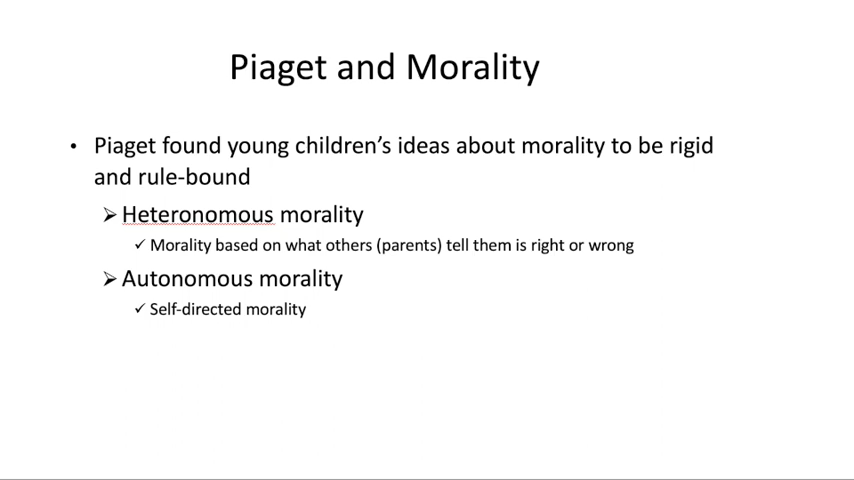 Piaget and Morality
• Piaget found young children’s ideas about morality to be rigid
and rule-bound
➢ Heteronomous morality
✓ Morality based on what others (parents) tell them is right or wrong
➢ Autonomous morality
✓ Self-directed morality